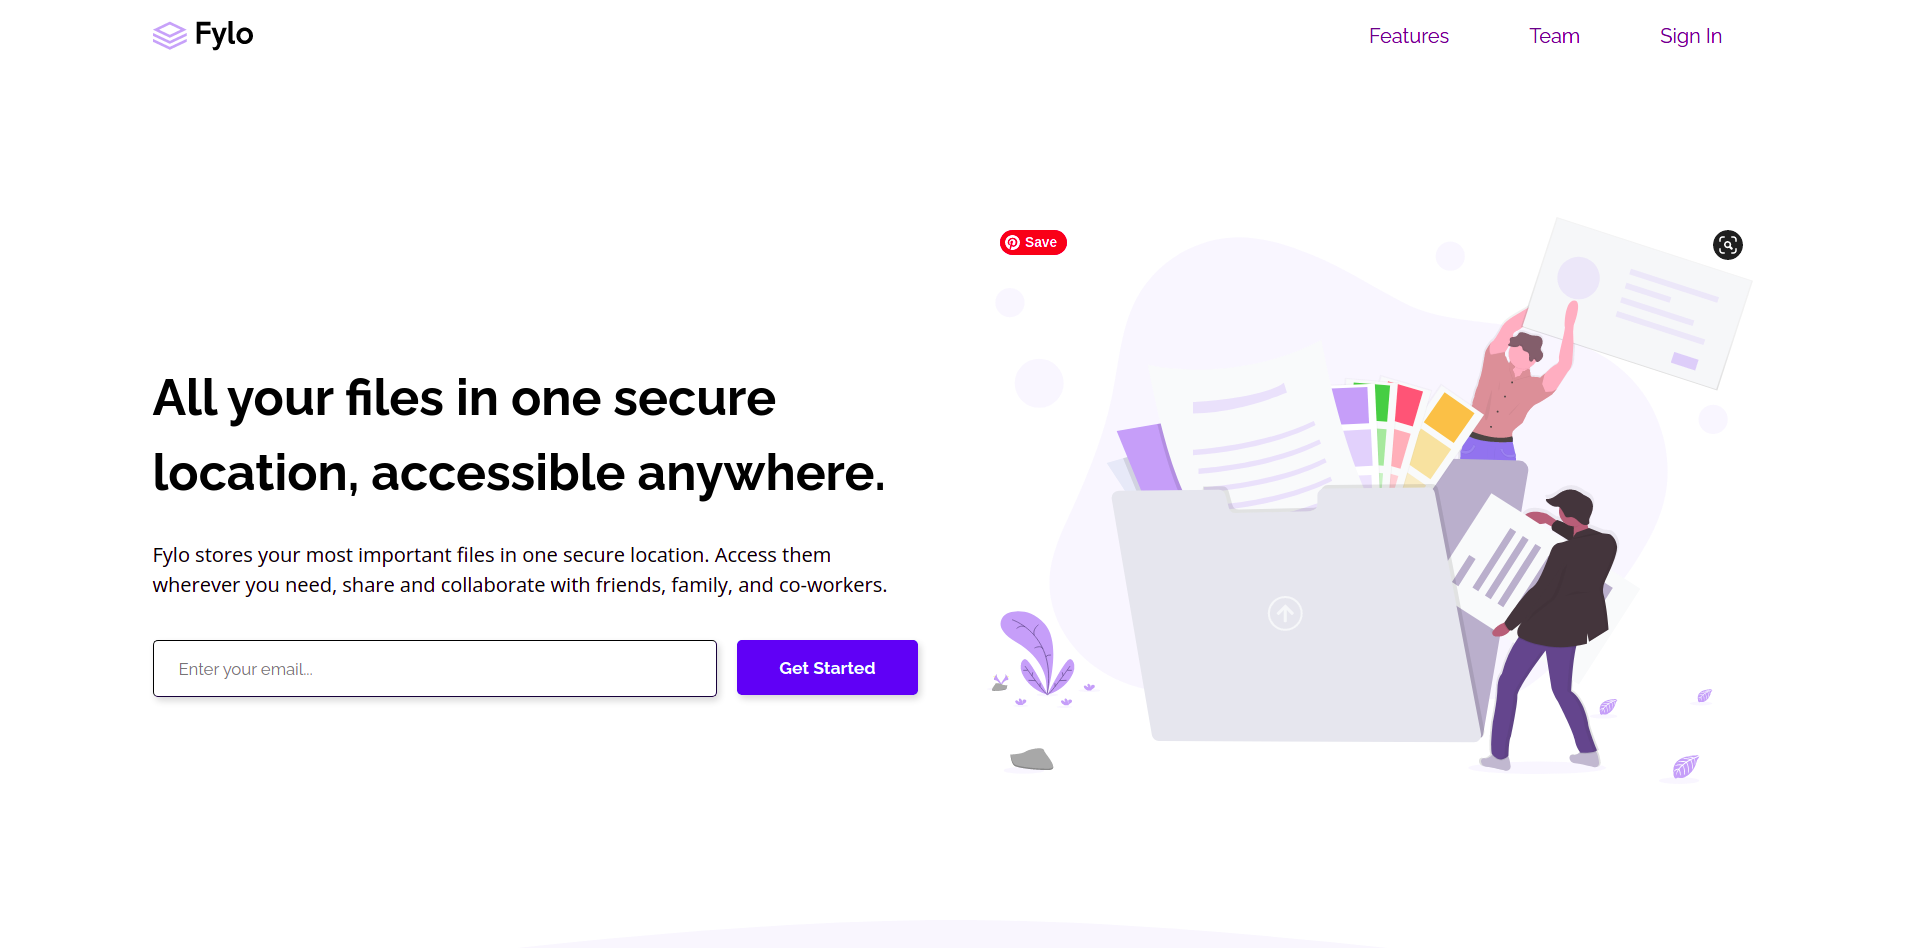 Fylo
Features
Team
Sign In
Save
All your files in one secure
location, accessible anywhere.
Fylo stores your most important files in one secure location. Access them
wherever you need, share and collaborate with friends, family, and co-workers.
Enter your email...
Get Started